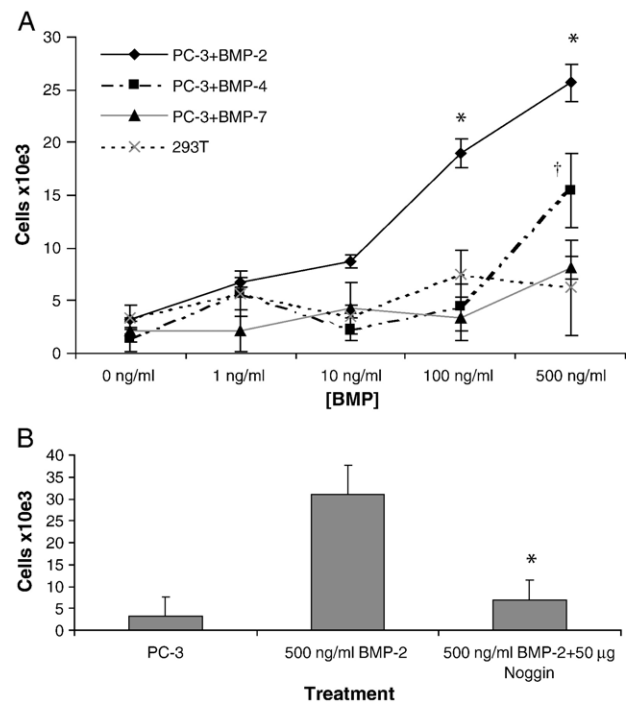 A
30
25
20
15
10
5
0
Cells x10e3
PC-3+BMP-2
PC-3+BMP-4
PC-3+BMP-7
293T
*
*
†
0 ng/ml 1 ng/ml 10 ng/ml 100 ng/ml 500 ng/ml
[BMP]
B
40
35
30
25
20
15
10
5
0
Cells x10e3
*
PC-3 500 ng/ml BMP-2 500 ng/ml BMP-2+50 μg
Noggin
Treatment